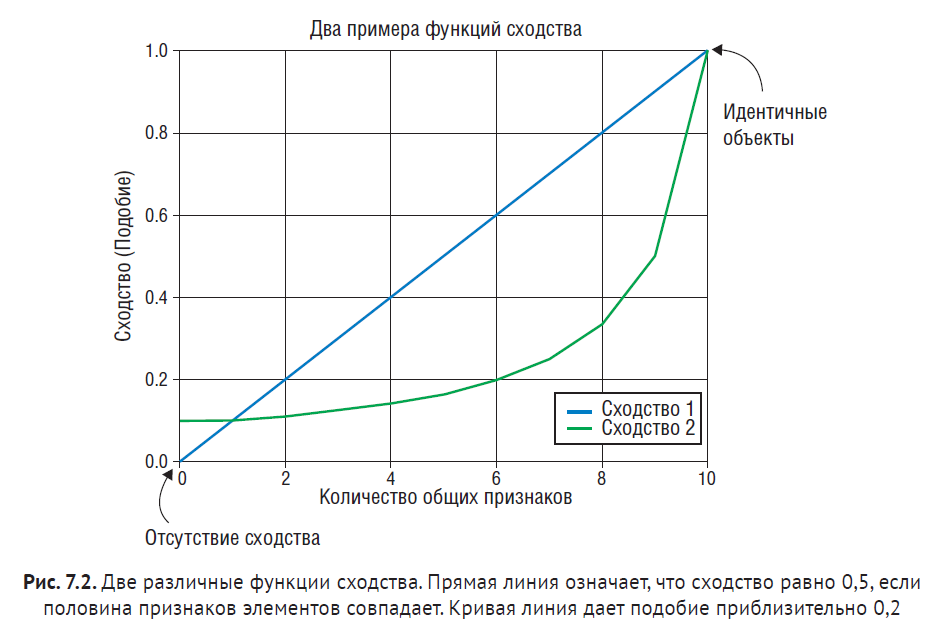 Два примера функций сходства
1.0
0.8
0.6
0.4
0.2
0.0
Сходство (Подобие)
Идентичные
объекты
Сходство 1
Сходство 2
0 2 4 6 8 10
Количество общих признаков
Отсутствие сходства
Рис. 7.2. Две различные функции сходства. Прямая линия означает, что сходство равно 0,5, если
половина признаков элементов совпадает. Кривая линия дает подобие приблизительно 0,2